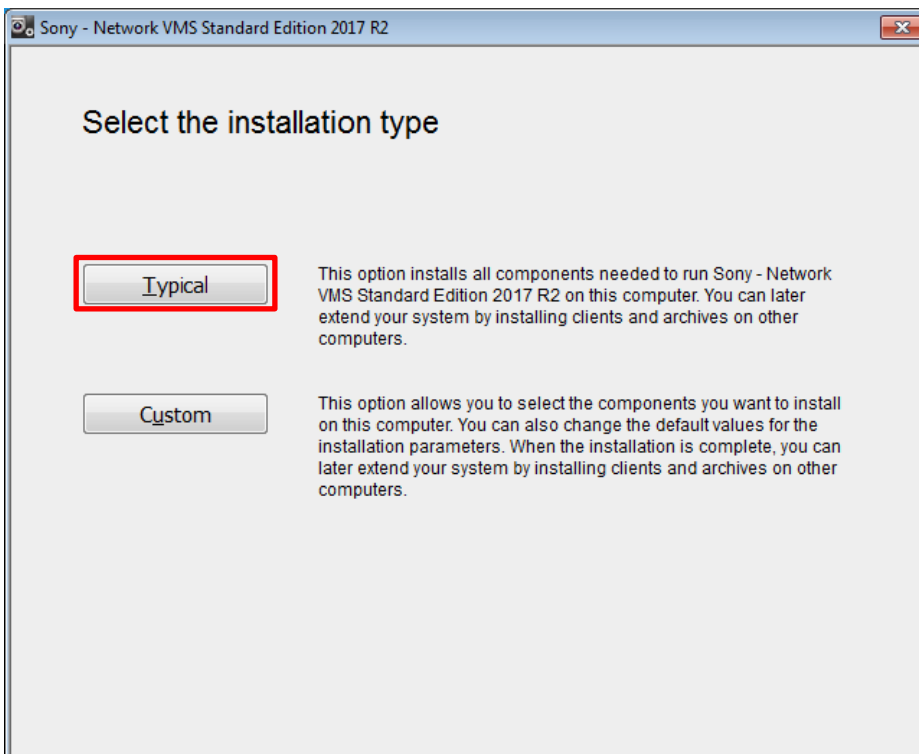 Sony - Network VMS Standard Edition 2017 R2
Select the installation type
Typical
This option installs all components needed to run Sony - Network
VMS Standard Edition 2017 R2 on this computer. You can later
extend your system by installing clients and archives on other
computers.
Custom
This option allows you to select the components you want to install
on this computer. You can also change the default values for the
installation parameters. When the installation is complete, you can
later extend your system by installing clients and archives on other
computers.